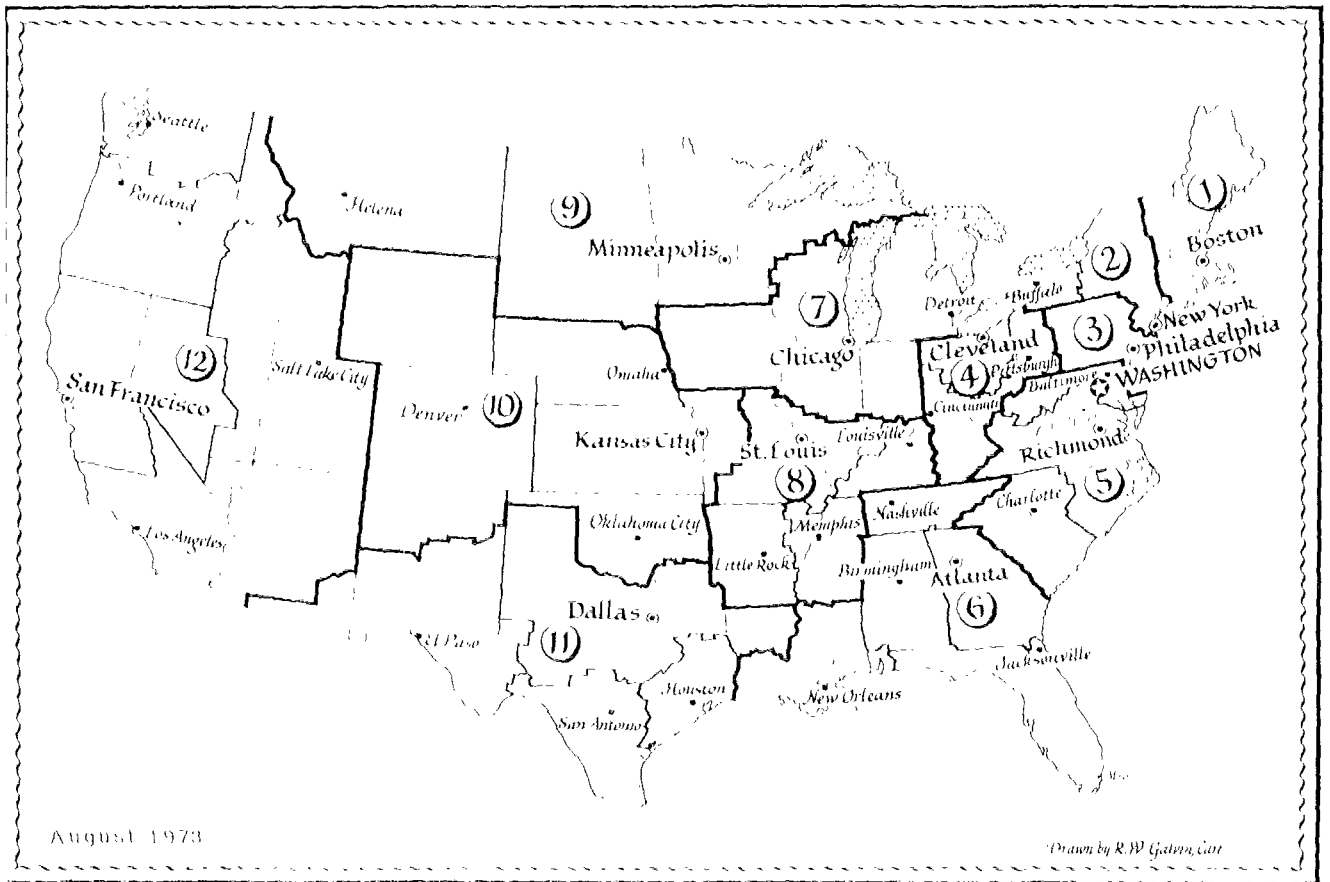 Seattle
Portland
Helena
9
Minneapolis
1
Boston
2
Detroit
Buffalo
7
3
New York
Philadelphia
Chicago
Cleveland
Pittsburgh
WASHINGTON
4
Baltimore
Cincinnati
12
Salt Lake City
San Francisco
Omaha
Denver
10
Kansas City
St. Louis
Louisville
Richmond
8
5
Los Angeles
Oklahoma City
Memphis
Nashville
Charlotte
Little Rock
Birmingham
Atlanta
Dallas
6
11
El Paso
Jacksonville
Houston
New Orleans
San Antonio
August 1973
Drawn by R.W. Galvin, Cart.